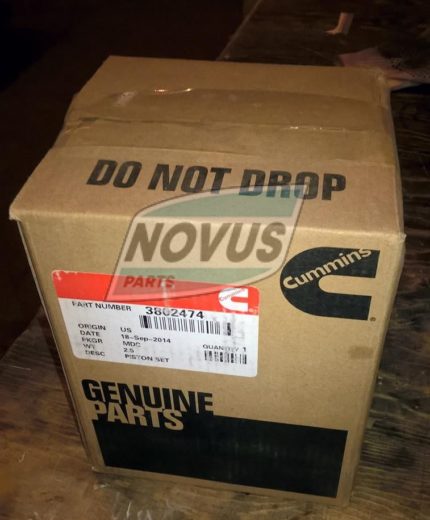 DO NOT DROP
NOVUS
PARTS
Cummins
PART NUMBER 3802474
ORIGIN US
DATE 18-Sep-2014
PKGR MDC
WT 2.5
QUANTITY 1
DESC PISTON SET
GENUINE
PARTS